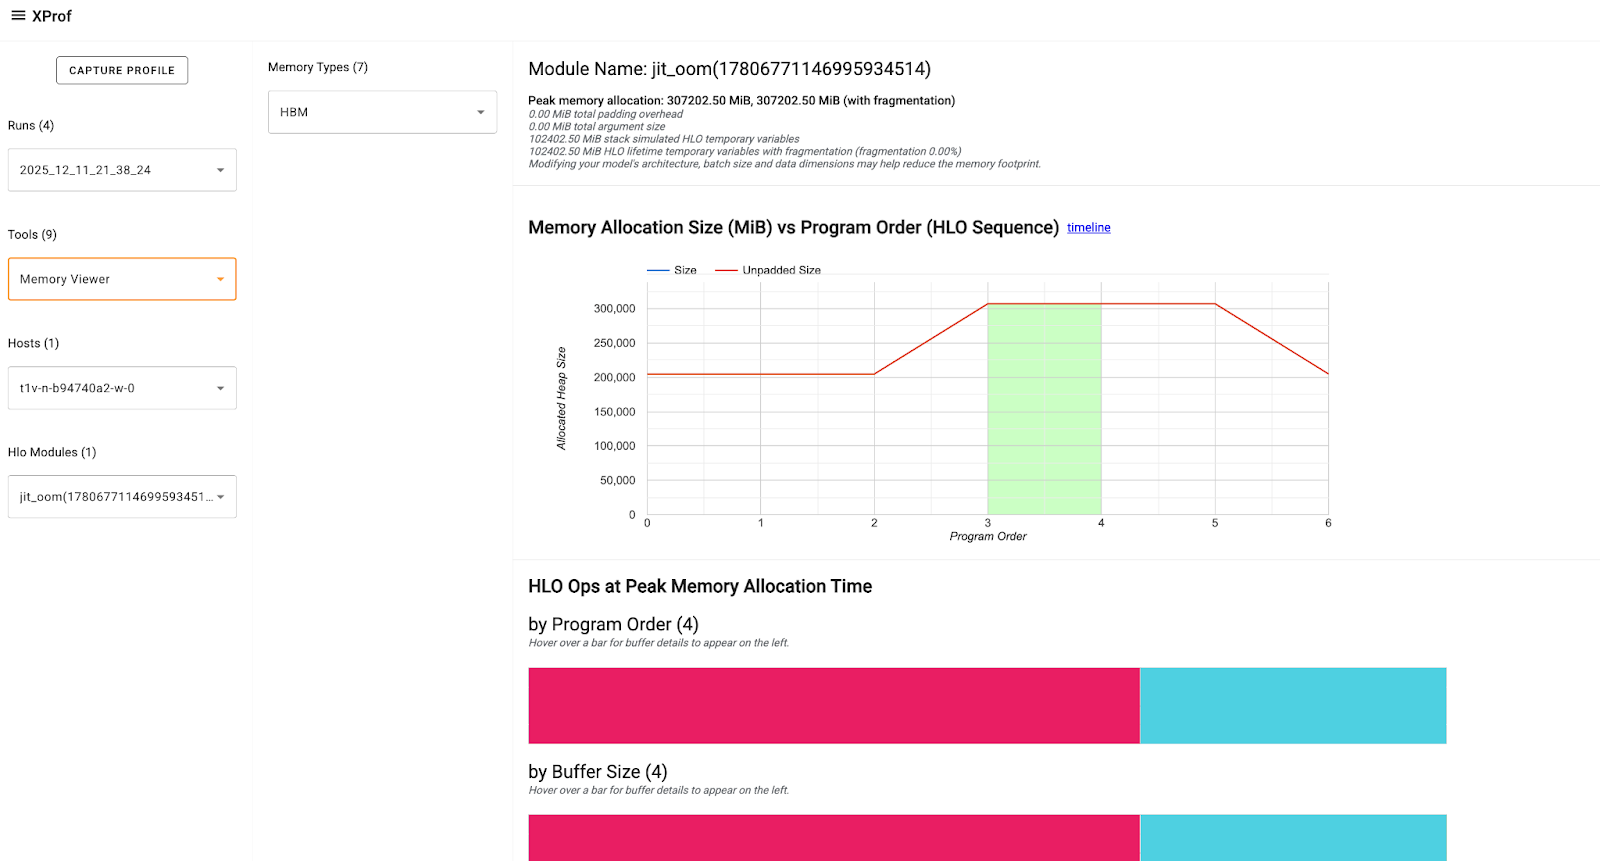 XProf
CAPTURE PROFILE
Runs (4)
2025_12_11_21_38_24
Tools (9)
Memory Viewer
Hosts (1)
t1v-n-b94740a2-w-0
Hlo Modules (1)
jit_oom(1780677114699593451...
Memory Types (7)
HBM
Module Name: jit_oom(17806771146995934514)
Peak memory allocation: 307202.50 MiB, 307202.50 MiB (with fragmentation)
0.00 MiB total padding overhead
0.00 MiB total argument size
102402.50 MiB stack simulated HLO temporary variables
102402.50 MiB HLO lifetime temporary variables with fragmentation (fragmentation 0.00%)
Modifying your model's architecture, batch size and data dimensions may help reduce the memory footprint.
Memory Allocation Size (MiB) vs Program Order (HLO Sequence) timeline
Size Unpadded Size
Allocated Heap Size
300,000
250,000
200,000
150,000
100,000
50,000
0
0 1 2 3 4 5 6
Program Order
HLO Ops at Peak Memory Allocation Time
by Program Order (4)
Hover over a bar for buffer details to appear on the left.
by Buffer Size (4)
Hover over a bar for buffer details to appear on the left.